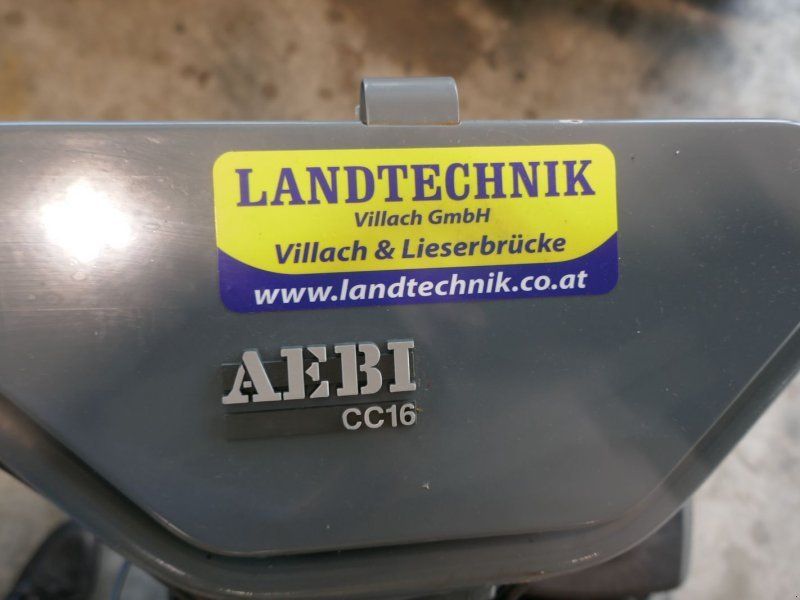 LANDTECHNIK
Villach GmbH
Villach & Lieserbrücke
www.landtechnik.co.at
AEBI
CC16